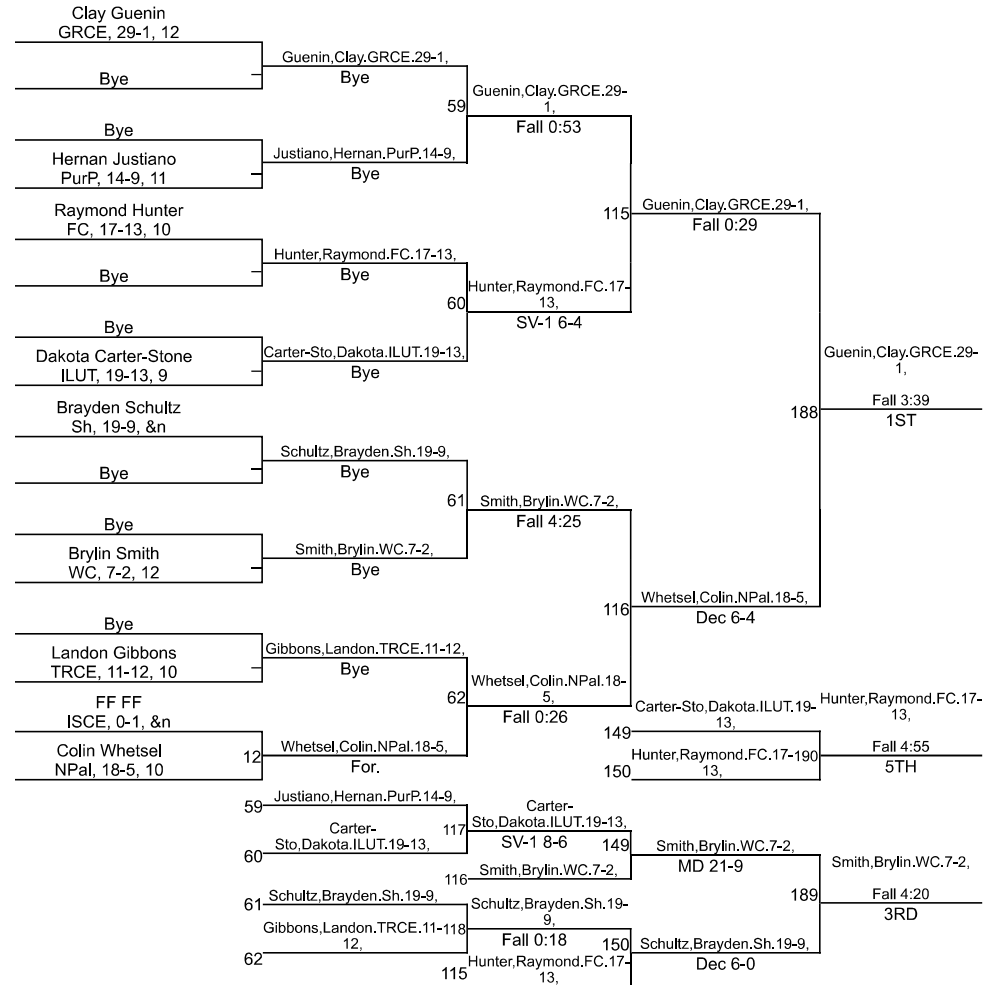 Clay Guenin
GRCE, 29-1, 12
Guenin,Clay.GRCE.29-1,
Bye
Bye
59
Guenin,Clay.GRCE.29-
1,
Fall 0:53
Bye
Hernan Justiano
PurP, 14-9, 11
Justiano,Hernan.PurP.14-9,
Bye
Raymond Hunter
FC, 17-13, 10
115
Guenin,Clay.GRCE.29-1,
Fall 0:29
Hunter,Raymond.FC.17-13,
Bye
Bye
60
Hunter,Raymond.FC.17-
13,
SV-1 6-4
Bye
Dakota Carter-Stone
ILUT, 19-13, 9
Carter-Sto,Dakota.ILUT.19-13,
Bye
Guenin,Clay.GRCE.29-
1,
188
Fall 3:39
1ST
Brayden Schultz
Sh, 19-9, &n
Schultz,Brayden.Sh.19-9,
Bye
Bye
61
Smith,Brylin.WC.7-2,
Fall 4:25
Bye
Brylin Smith
WC, 7-2, 12
Smith,Brylin.WC.7-2,
Bye
116
Whetsel,Colin.NPal.18-5,
Dec 6-4
Bye
Landon Gibbons
TRCE, 11-12, 10
Gibbons,Landon.TRCE.11-12,
Bye
62
Whetsel,Colin.NPal.18-
5,
Fall 0:26
FF FF
ISCE, 0-1, &n
Colin Whetsel
NPal, 18-5, 10
12
Whetsel,Colin.NPal.18-5,
For.
Carter-Sto,Dakota.ILUT.19-
13,
149
Hunter,Raymond.FC.17-
13,
150
190
Hunter,Raymond.FC.17-
13,
Fall 4:55
5TH
59
Justiano,Hernan.PurP.14-9,
Carter-
Sto,Dakota.ILUT.19-13,
60
117
Carter-
Sto,Dakota.ILUT.19-13,
SV-1 8-6
149
Smith,Brylin.WC.7-2,
MD 21-9
116
Smith,Brylin.WC.7-2,
189
Smith,Brylin.WC.7-2,
Fall 4:20
3RD
61
Schultz,Brayden.Sh.19-9,
Gibbons,Landon.TRCE.11-
12,
62
118
Schultz,Brayden.Sh.19-
9,
Fall 0:18
150
Schultz,Brayden.Sh.19-9,
Dec 6-0
115
Hunter,Raymond.FC.17-
13,